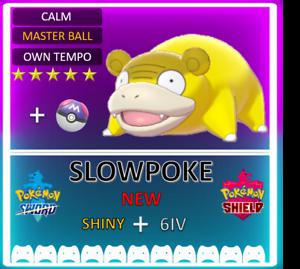 CALM
MASTER BALL
OWN TEMPO
+
SLOWPOKE
NEW
POKÉMON SWORD
POKÉMON SHIELD
SHINY + 6IV